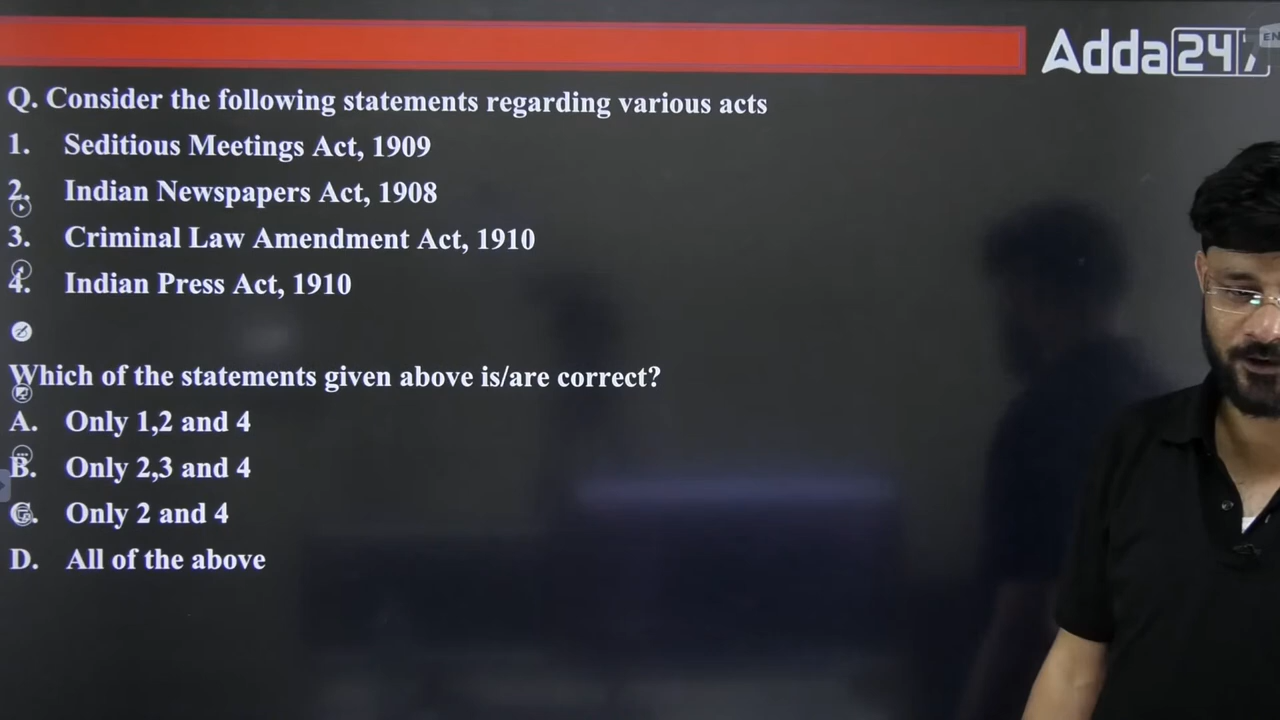 Adda247
EN
Q. Consider the following statements regarding various acts
1. Seditious Meetings Act, 1909
2. Indian Newspapers Act, 1908
3. Criminal Law Amendment Act, 1910
4. Indian Press Act, 1910
Which of the statements given above is/are correct?
A. Only 1,2 and 4
B. Only 2,3 and 4
C. Only 2 and 4
D. All of the above